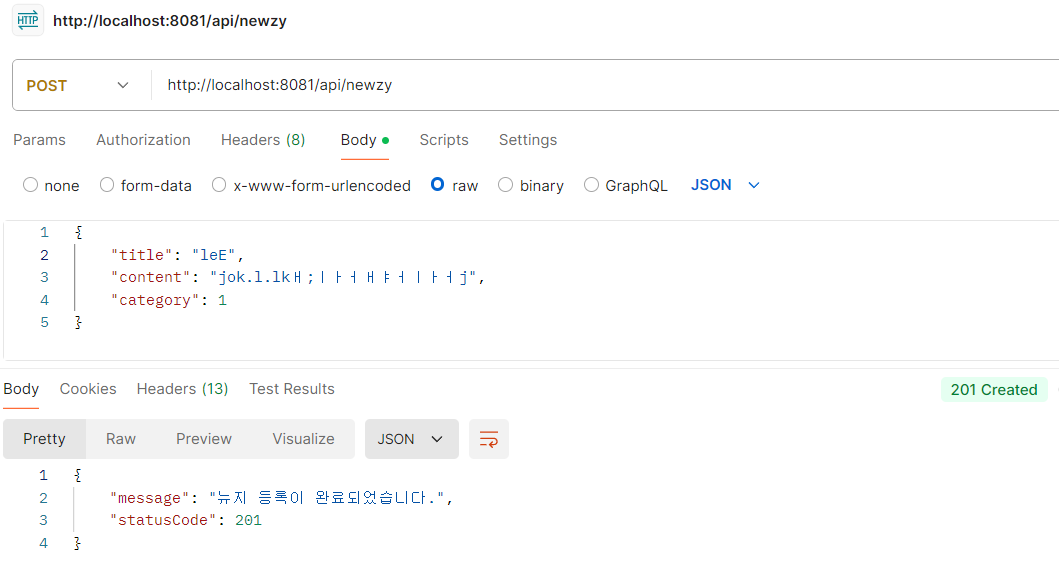 HTTP http://localhost:8081/api/newzy
POST http://localhost:8081/api/newzy
Params Authorization Headers (8) Body Scripts Settings
none form-data x-www-form-urlencoded raw binary GraphQL JSON
1 {
2 "title": "leE",
3 "content": "jok.l.lkㅐ;ㅣㅏㅓㅐㅑㅓㅣㅏㅓj",
4 "category": 1
5 }
Body Cookies Headers (13) Test Results 201 Created
Pretty Raw Preview Visualize JSON
1 {
2 "message": "뉴지 등록이 완료되었습니다.",
3 "statusCode": 201
4 }